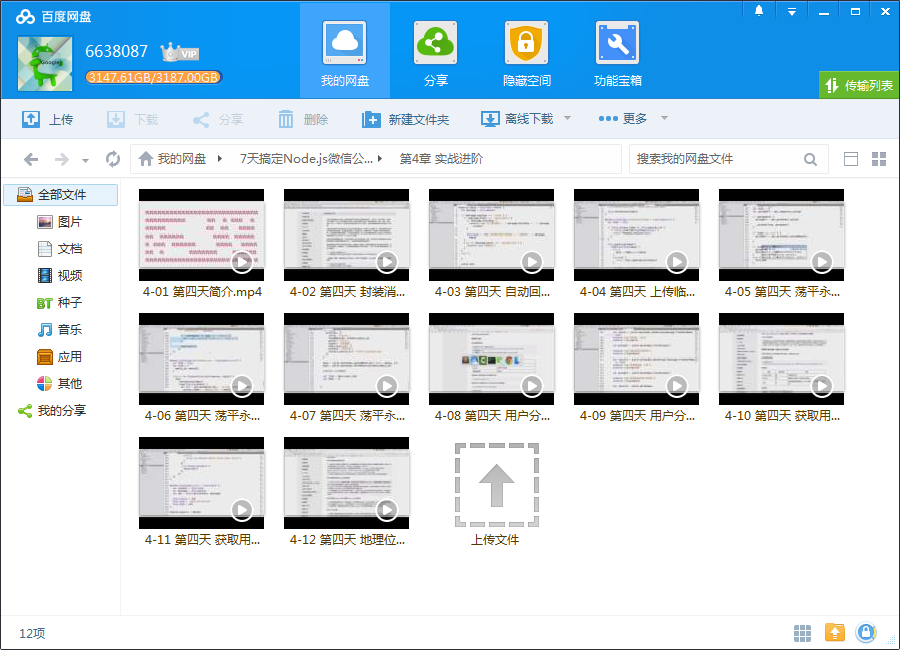 百度网盘
6638087 VIP
3147.61GB/3187.00GB
我的网盘
分享
隐藏空间
功能宝箱
传输列表
上传
下载
分享
删除
新建文件夹
离线下载
更多
我的网盘
7天搞定Node.js微信公...
第4章 实战进阶
搜索我的网盘文件
全部文件
图片
文档
视频
BT 种子
音乐
应用
其他
我的分享
4-01 第四天简介.mp4
4-02 第四天 封装消...
4-03 第四天 自动回...
4-04 第四天 上传临...
4-05 第四天 荡平永...
4-06 第四天 荡平永...
4-07 第四天 荡平永...
4-08 第四天 用户分...
4-09 第四天 用户分...
4-10 第四天 获取用...
4-11 第四天 获取用...
4-12 第四天 地理位...
上传文件
12项